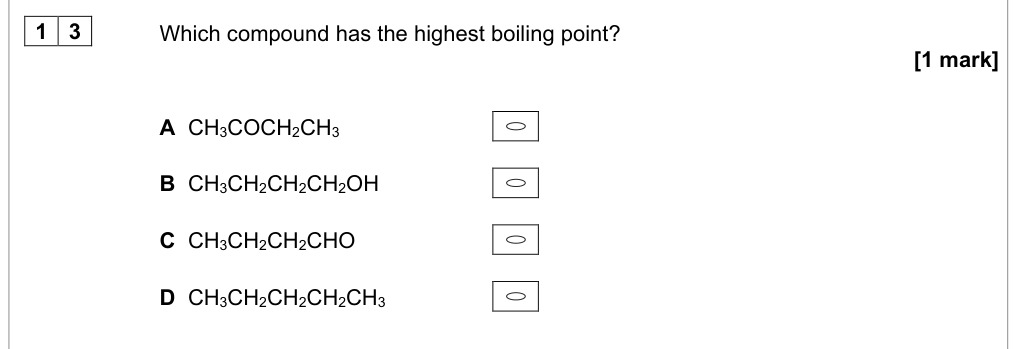 1 3 Which compound has the highest boiling point?
[1 mark]
A CH₃COCH₂CH₃
B CH₃CH₂CH₂CH₂OH
C CH₃CH₂CH₂CHO
D CH₃CH₂CH₂CH₂CH₃